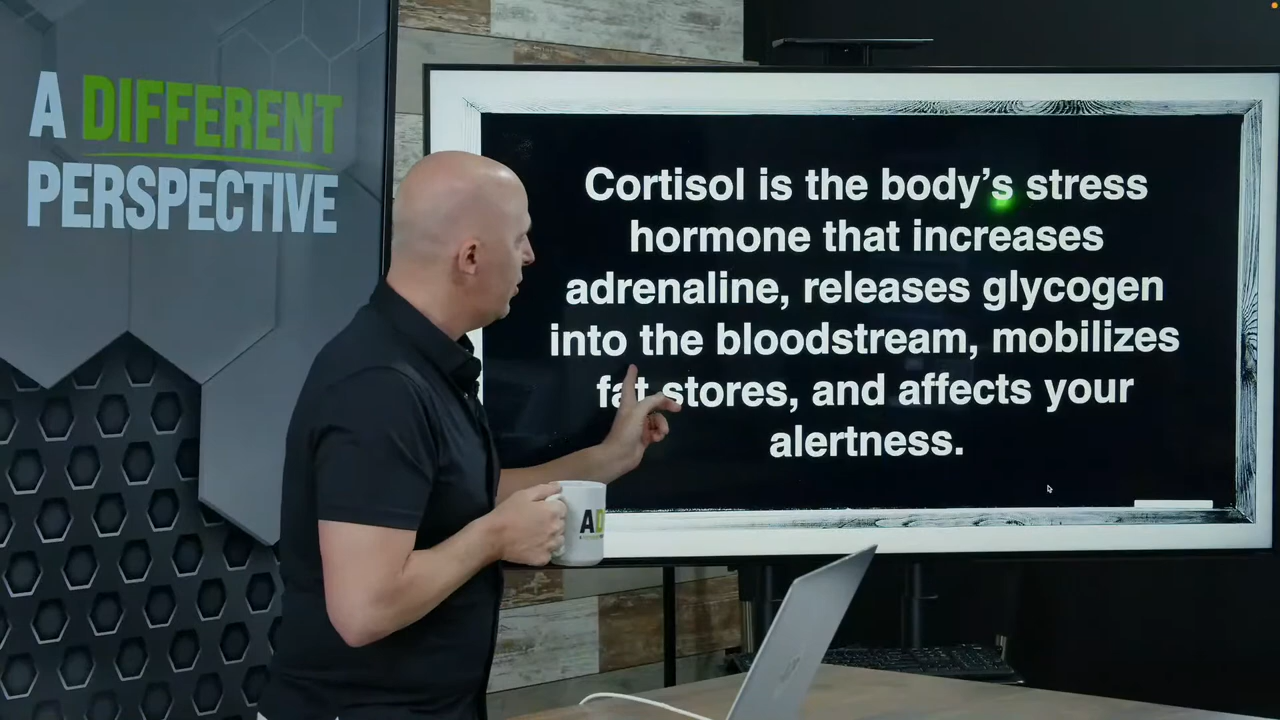 A DIFFERENT
PERSPECTIVE
Cortisol is the body's stress
hormone that increases
adrenaline, releases glycogen
into the bloodstream, mobilizes
fat stores, and affects your
alertness.
AD